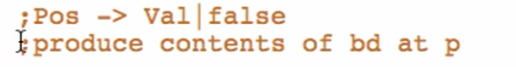 ;Pos -> Val|false
;produce contents of bd at p